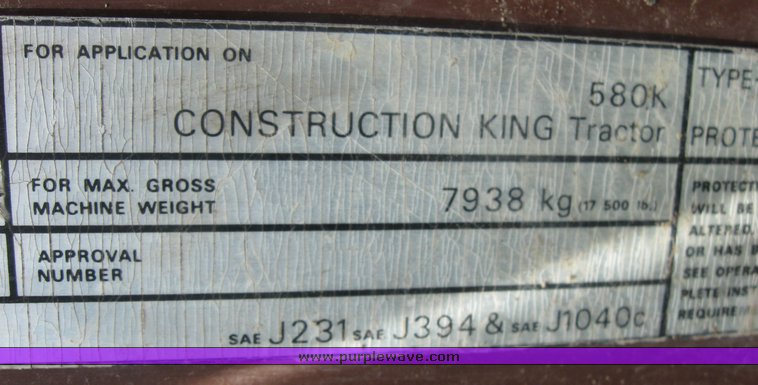 FOR APPLICATION ON
580K
CONSTRUCTION KING Tractor
FOR MAX. GROSS
MACHINE WEIGHT
7938 kg (17 500 lb.)
APPROVAL
NUMBER
SAE J231 SAE J394 & SAE J1040c
TYPE-
PROTE
PROTECTI
WILL BE
ALTERED,
OR HAS
SEE OPERA
PLETE INST
REQUIRE
www.purplewave.com